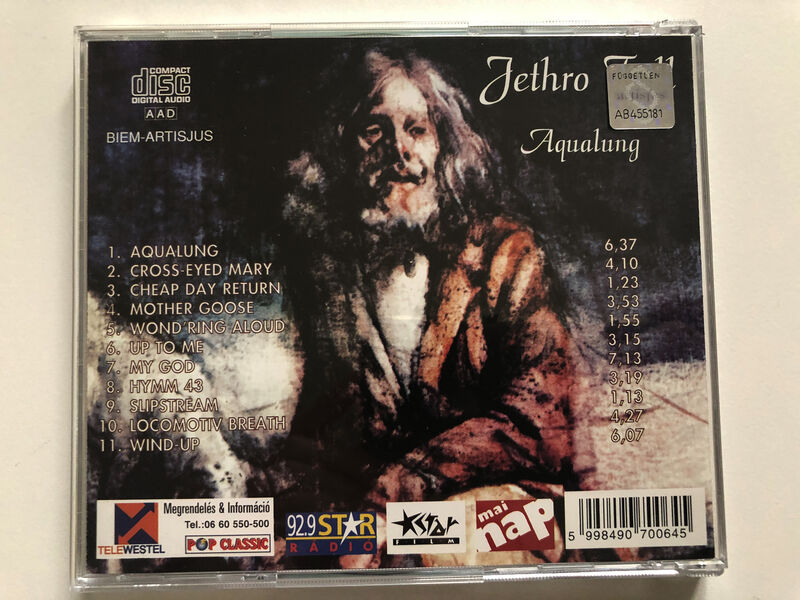 COMPACT
disc
DIGITAL AUDIO
AAD
BIEM-ARTISJUS
Jethro
FÜGGETLEN
artisjus
AB455181
Aqualung
1. AQUALUNG 6,37
2. CROSS-EYED MARY 4,10
3. CHEAP DAY RETURN 1,23
4. MOTHER GOOSE 3,53
5. WOND'RING ALOUD 1,55
6. UP TO ME 3,15
7. MY GOD 7,13
8. HYMM 43 3,19
9. SLIPSTREAM 1,13
10. LOCOMOTIV BREATH 4,27
11. WIND-UP 6,07
TELEWESTEL
Megrendelés & Információ
Tel.:06 60 550-500
POP CLASSIC
92.9 STAR
RADIO
Star
FILM
mai
nap
5 998490 700645